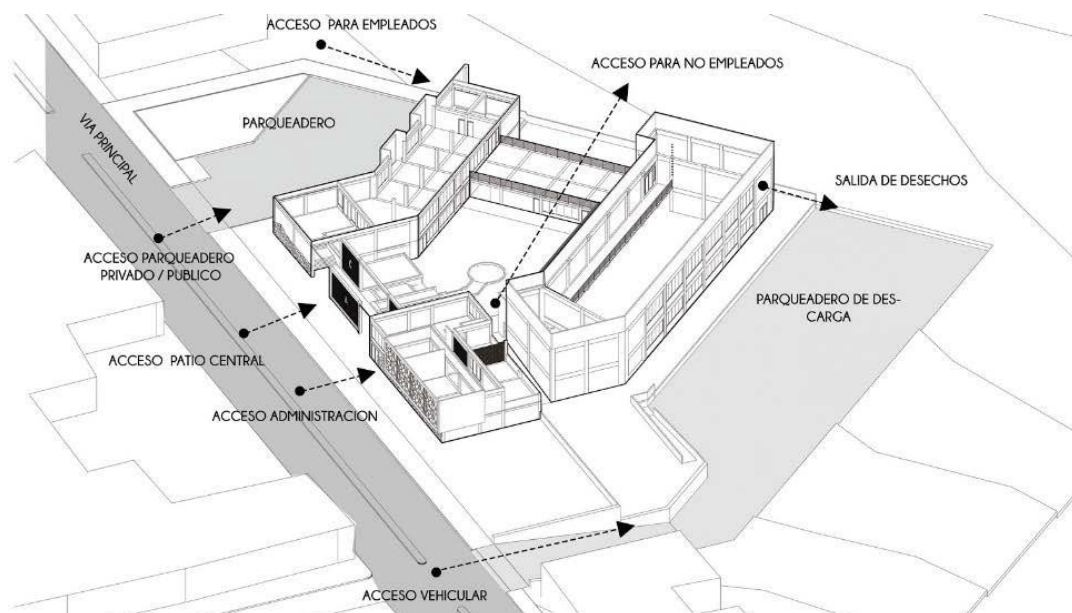 ACCESO PARA EMPLEADOS
ACCESO PARA NO EMPLEADOS
PARQUEADERO
VIA PRINCIPAL
SALIDA DE DESECHOS
ACCESO PARQUEADERO
PRIVADO / PUBLICO
PARQUEADERO DE DES-
CARGA
ACCESO PATIO CENTRAL
ACCESO ADMINISTRACION
ACCESO VEHICULAR